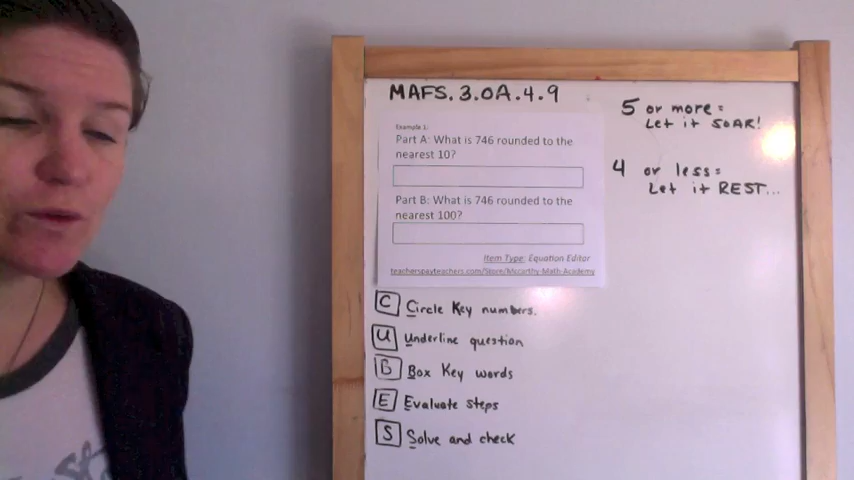 MAFS.3.OA.4.9
5 or more =
Let it SOAR!
4 or less=
Let it REST...
Example 1:
Part A: What is 746 rounded to the
nearest 10?
Part B: What is 746 rounded to the
nearest 100?
Item Type: Equation Editor
teacherspayteachers.com/Store/Mccarthy-Math-Academy
C Circle Key numbers.
U Underline question
B Box Key words
E Evaluate steps
S Solve and check